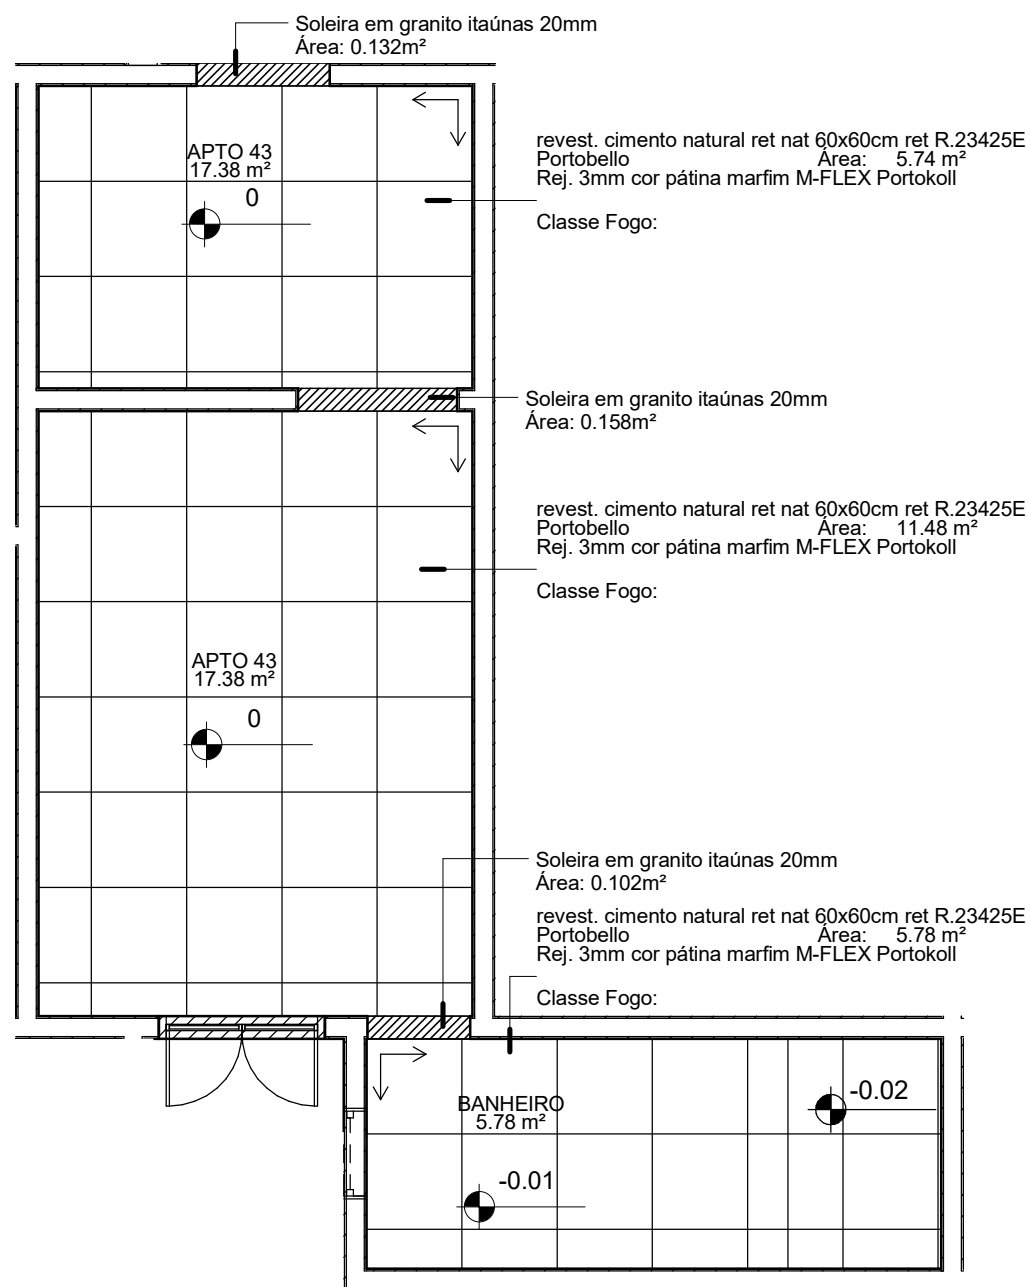 Soleira em granito itaúnas 20mm
Área: 0.132m²
APTO 43
17.38 m²
0
revest. cimento natural ret nat 60x60cm ret R.23425E
Portobello Área: 5.74 m²
Rej. 3mm cor pátina marfim M-FLEX Portokoll
Classe Fogo:
Soleira em granito itaúnas 20mm
Área: 0.158m²
revest. cimento natural ret nat 60x60cm ret R.23425E
Portobello Área: 11.48 m²
Rej. 3mm cor pátina marfim M-FLEX Portokoll
Classe Fogo:
APTO 43
17.38 m²
0
Soleira em granito itaúnas 20mm
Área: 0.102m²
revest. cimento natural ret nat 60x60cm ret R.23425E
Portobello Área: 5.78 m²
Rej. 3mm cor pátina marfim M-FLEX Portokoll
Classe Fogo:
BANHEIRO
5.78 m²
-0.02
-0.01